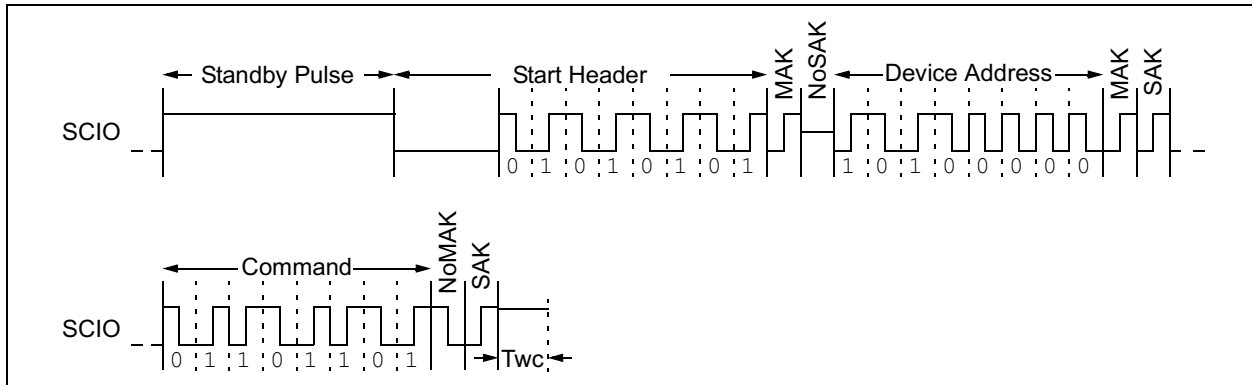 Standby Pulse Start Header MAK NoSAK Device Address MAK SAK
SCIO
0 1 0 1 0 1 0 1 1 0 1 0 0 0 0 0
Command NoMAK SAK
SCIO
0 1 1 0 1 1 0 1
Twc